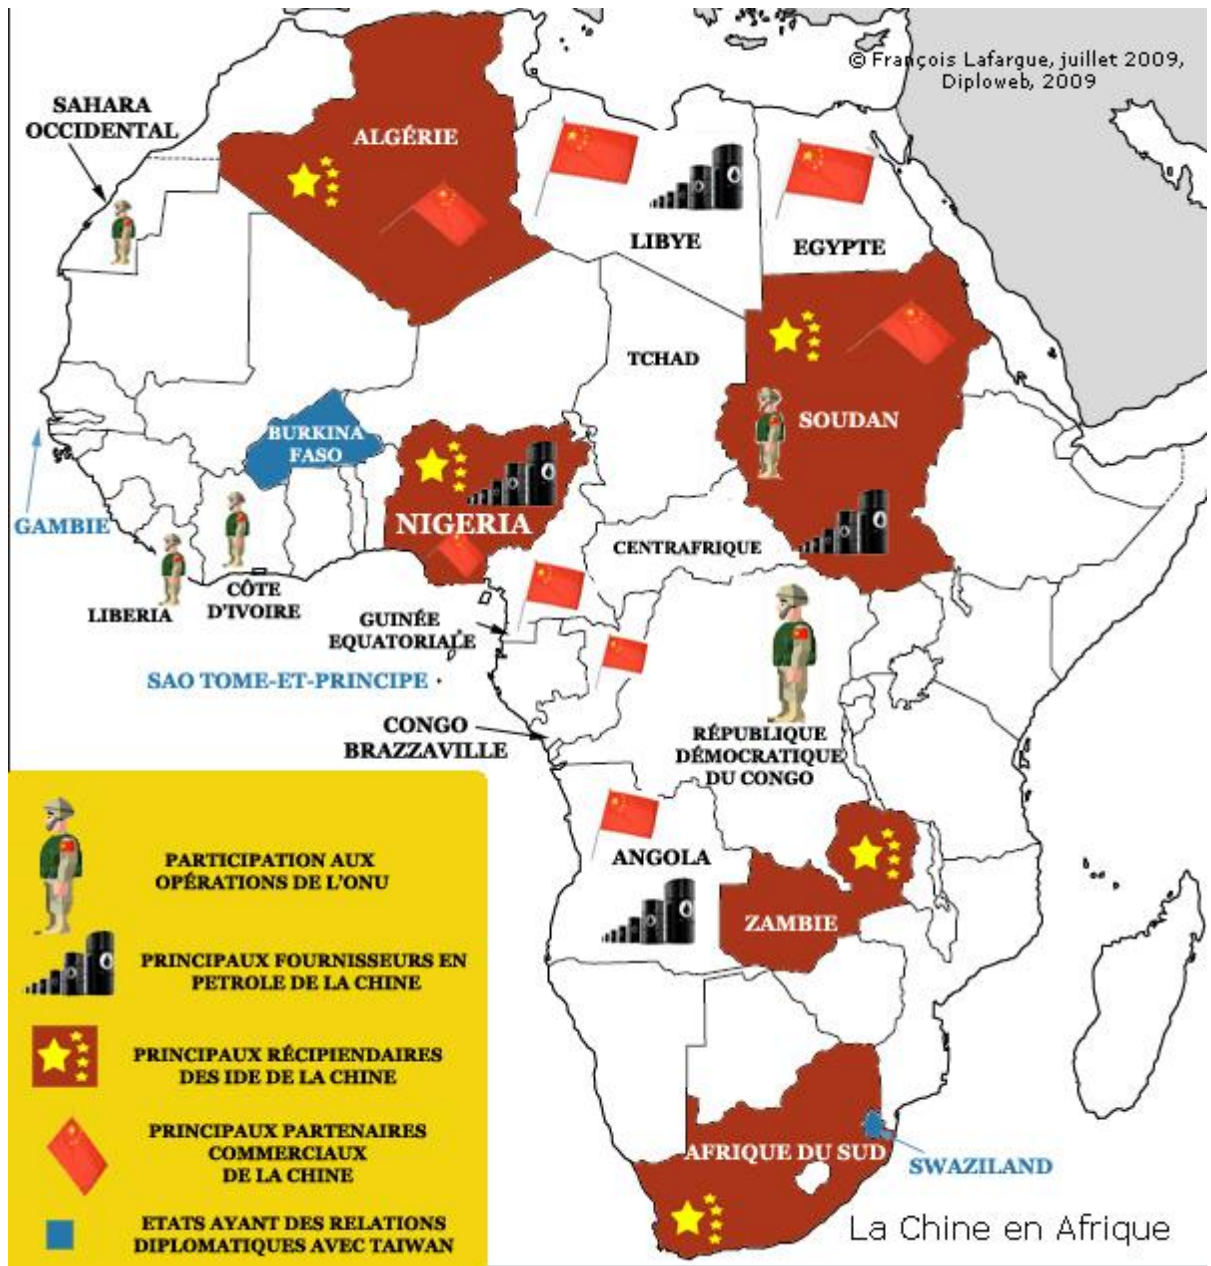 © François Lafargue, juillet 2009,
Diploweb, 2009
SAHARA
OCCIDENTAL
ALGÉRIE
LIBYE
EGYPTE
TCHAD
SOUDAN
BURKINA
FASO
NIGERIA
GAMBIE
CENTRAFRIQUE
LIBERIA
CÔTE
D'IVOIRE
GUINÉE
EQUATORIALE
SAO TOME-ET-PRINCIPE
CONGO
BRAZZAVILLE
RÉPUBLIQUE
DÉMOCRATIQUE
DU CONGO
ANGOLA
ZAMBIE
AFRIQUE DU SUD
SWAZILAND
La Chine en Afrique
PARTICIPATION AUX
OPÉRATIONS DE L'ONU
PRINCIPAUX FOURNISSEURS EN
PETROLE DE LA CHINE
PRINCIPAUX RÉCIPIENDAIRES
DES IDE DE LA CHINE
PRINCIPAUX PARTENAIRES
COMMERCIAUX
DE LA CHINE
ETATS AYANT DES RELATIONS
DIPLOMATIQUES AVEC TAIWAN